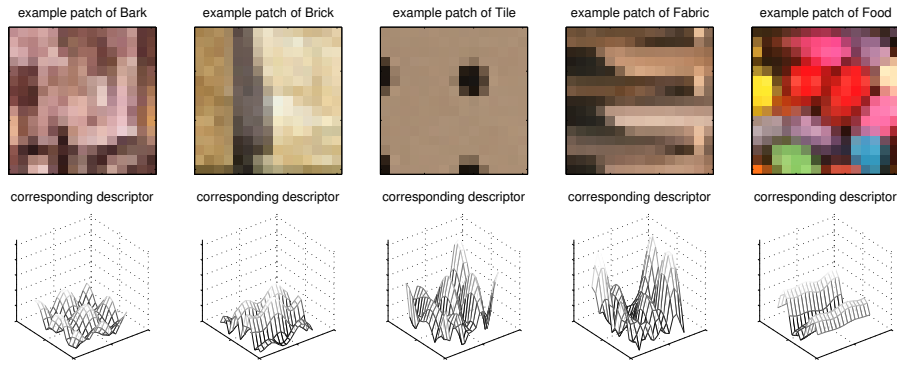 example patch of Bark
example patch of Brick
example patch of Tile
example patch of Fabric
example patch of Food
corresponding descriptor
corresponding descriptor
corresponding descriptor
corresponding descriptor
corresponding descriptor